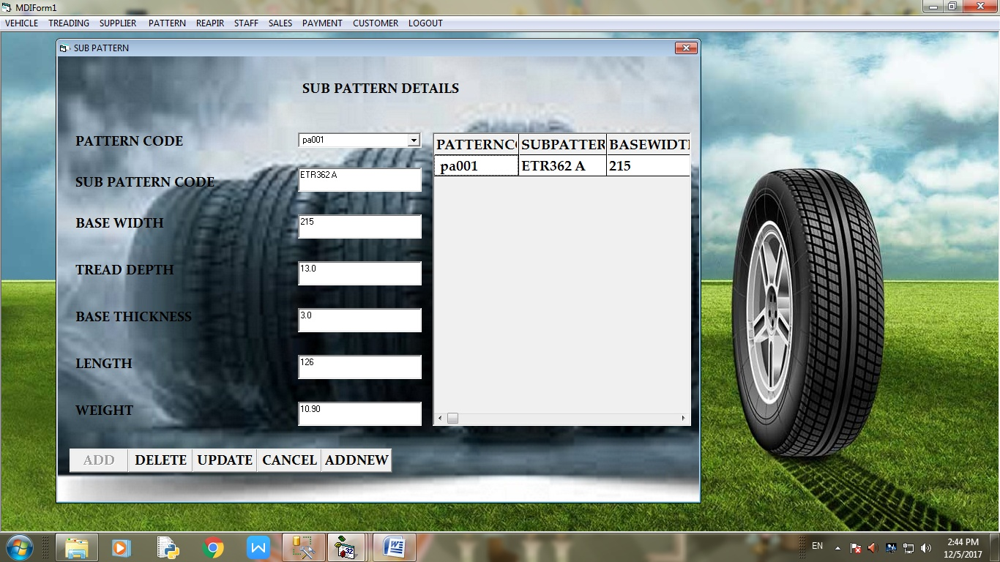 MDIForm1
VEHICLE TREADING SUPPLIER PATTERN REAPIR STAFF SALES PAYMENT CUSTOMER LOGOUT
SUB PATTERN
SUB PATTERN DETAILS
PATTERN CODE pa001
SUB PATTERN CODE ETR362 A
BASE WIDTH 215
TREAD DEPTH 13.0
BASE THICKNESS 3.0
LENGTH 126
WEIGHT 10.90
PATTERNC SUBPATTER BASEWIDT
pa001 ETR362 A 215
ADD DELETE UPDATE CANCEL ADDNEW
EN 2:44 PM
12/5/2017